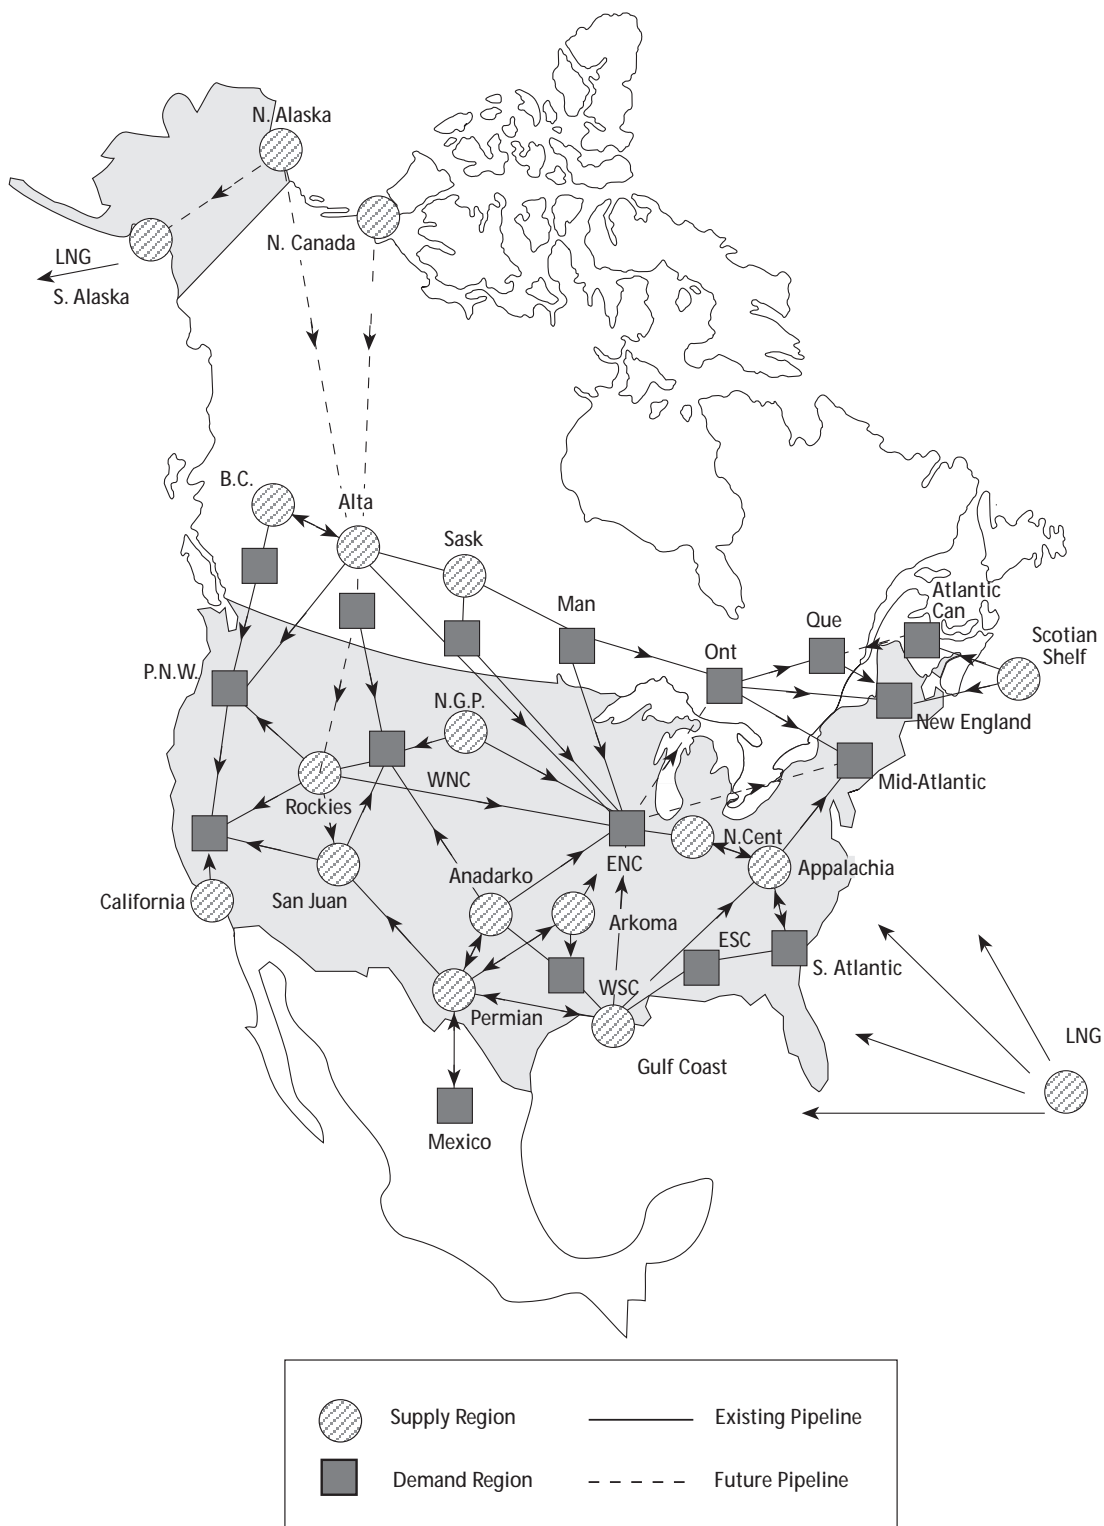 N. Alaska
N. Canada
LNG
S. Alaska
B.C.
Alta
Sask
Man
Ont
Que
Atlantic
Can
Scotian
Shelf
P.N.W.
N.G.P.
New England
WNC
Mid-Atlantic
Rockies
N.Cent
ENC
Appalachia
California
San Juan
Anadarko
Arkoma
ESC
S. Atlantic
WSC
Permian
Gulf Coast
LNG
Mexico
Supply Region
Existing Pipeline
Demand Region
Future Pipeline